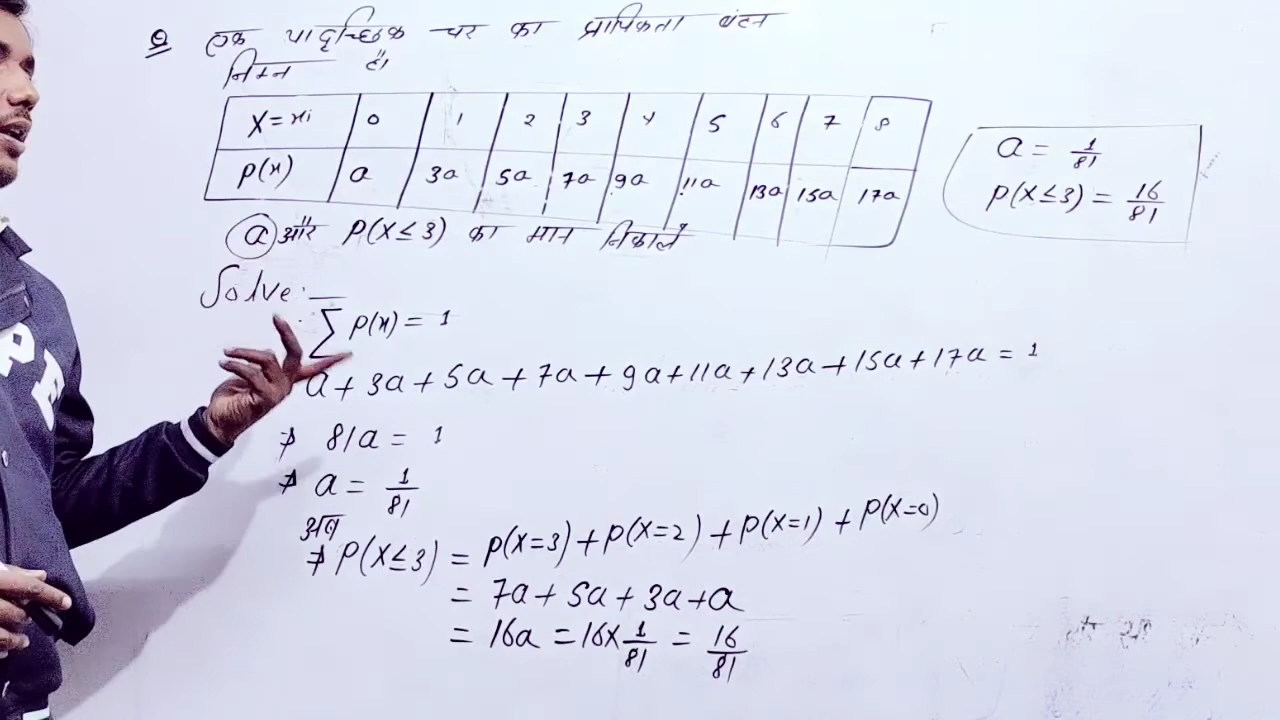 Q एक यादृच्छिक चर का प्रायिकता बंटन
निम्न है।
X=xi 0 1 2 3 4 5 6 7 8
P(x) a 3a 5a 7a 9a 11a 13a 15a 17a
a और P(X≤3) का मान निकालें
a = 1/81
P(X≤3) = 16/81
Solve:-
∑P(x) = 1
a + 3a + 5a + 7a + 9a + 11a + 13a + 15a + 17a = 1
⇒ 81a = 1
⇒ a = 1/81
अब
⇒ P(X≤3) = P(X=3) + P(X=2) + P(X=1) + P(X=0)
= 7a + 5a + 3a + a
= 16a = 16 × 1/81 = 16/81